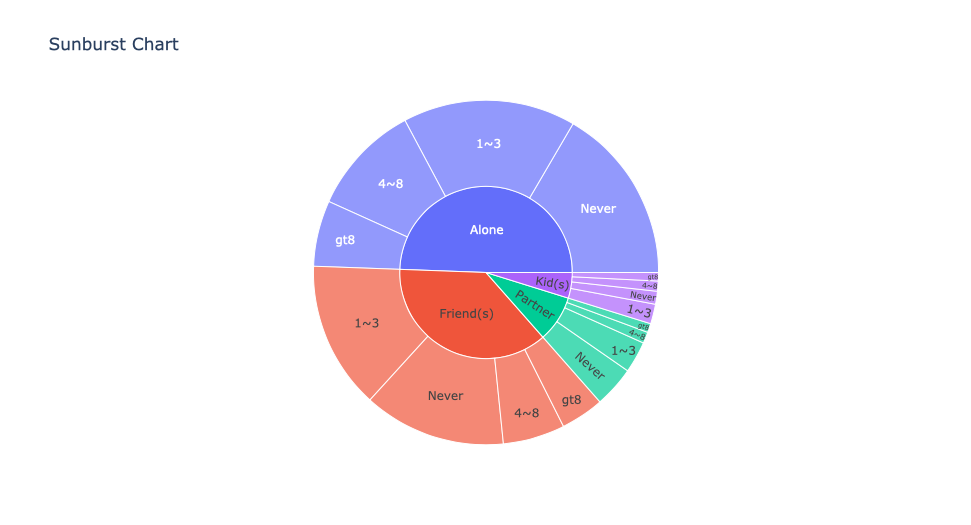 Sunburst Chart
1~3
4~8
Never
Alone
gt8
gt8
Kid(s)
4~8
Never
Partner
1~3
Friend(s)
1~3
gt8
4~8
1~3
Never
Never
gt8
4~8